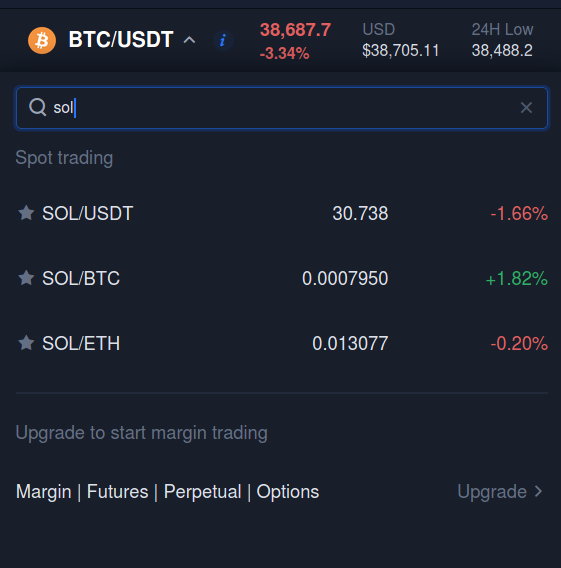 BTC/USDT i 38,687.7 USD 24H Low
-3.34% $38,705.11 38,488.2
sol
Spot trading
SOL/USDT 30.738 -1.66%
SOL/BTC 0.0007950 +1.82%
SOL/ETH 0.013077 -0.20%
Upgrade to start margin trading
Margin | Futures | Perpetual | Options Upgrade